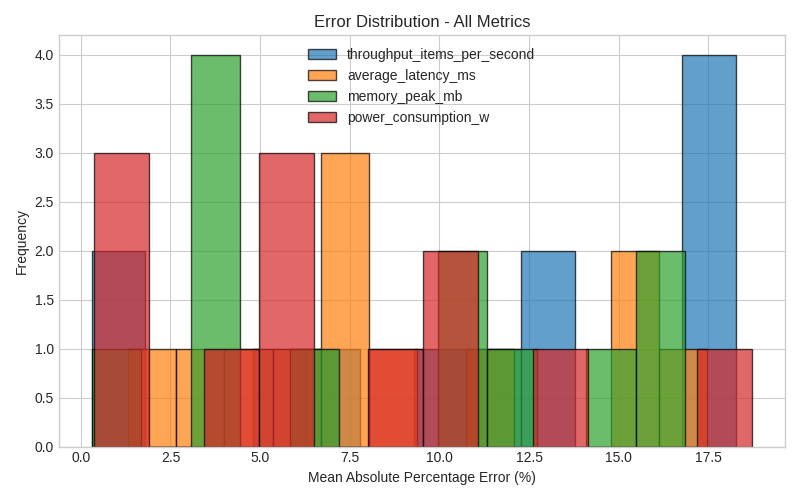 Error Distribution - All Metrics
throughput_items_per_second
average_latency_ms
memory_peak_mb
power_consumption_w
Frequency
4.0
3.5
3.0
2.5
2.0
1.5
1.0
0.5
0.0
0.0 2.5 5.0 7.5 10.0 12.5 15.0 17.5
Mean Absolute Percentage Error (%)